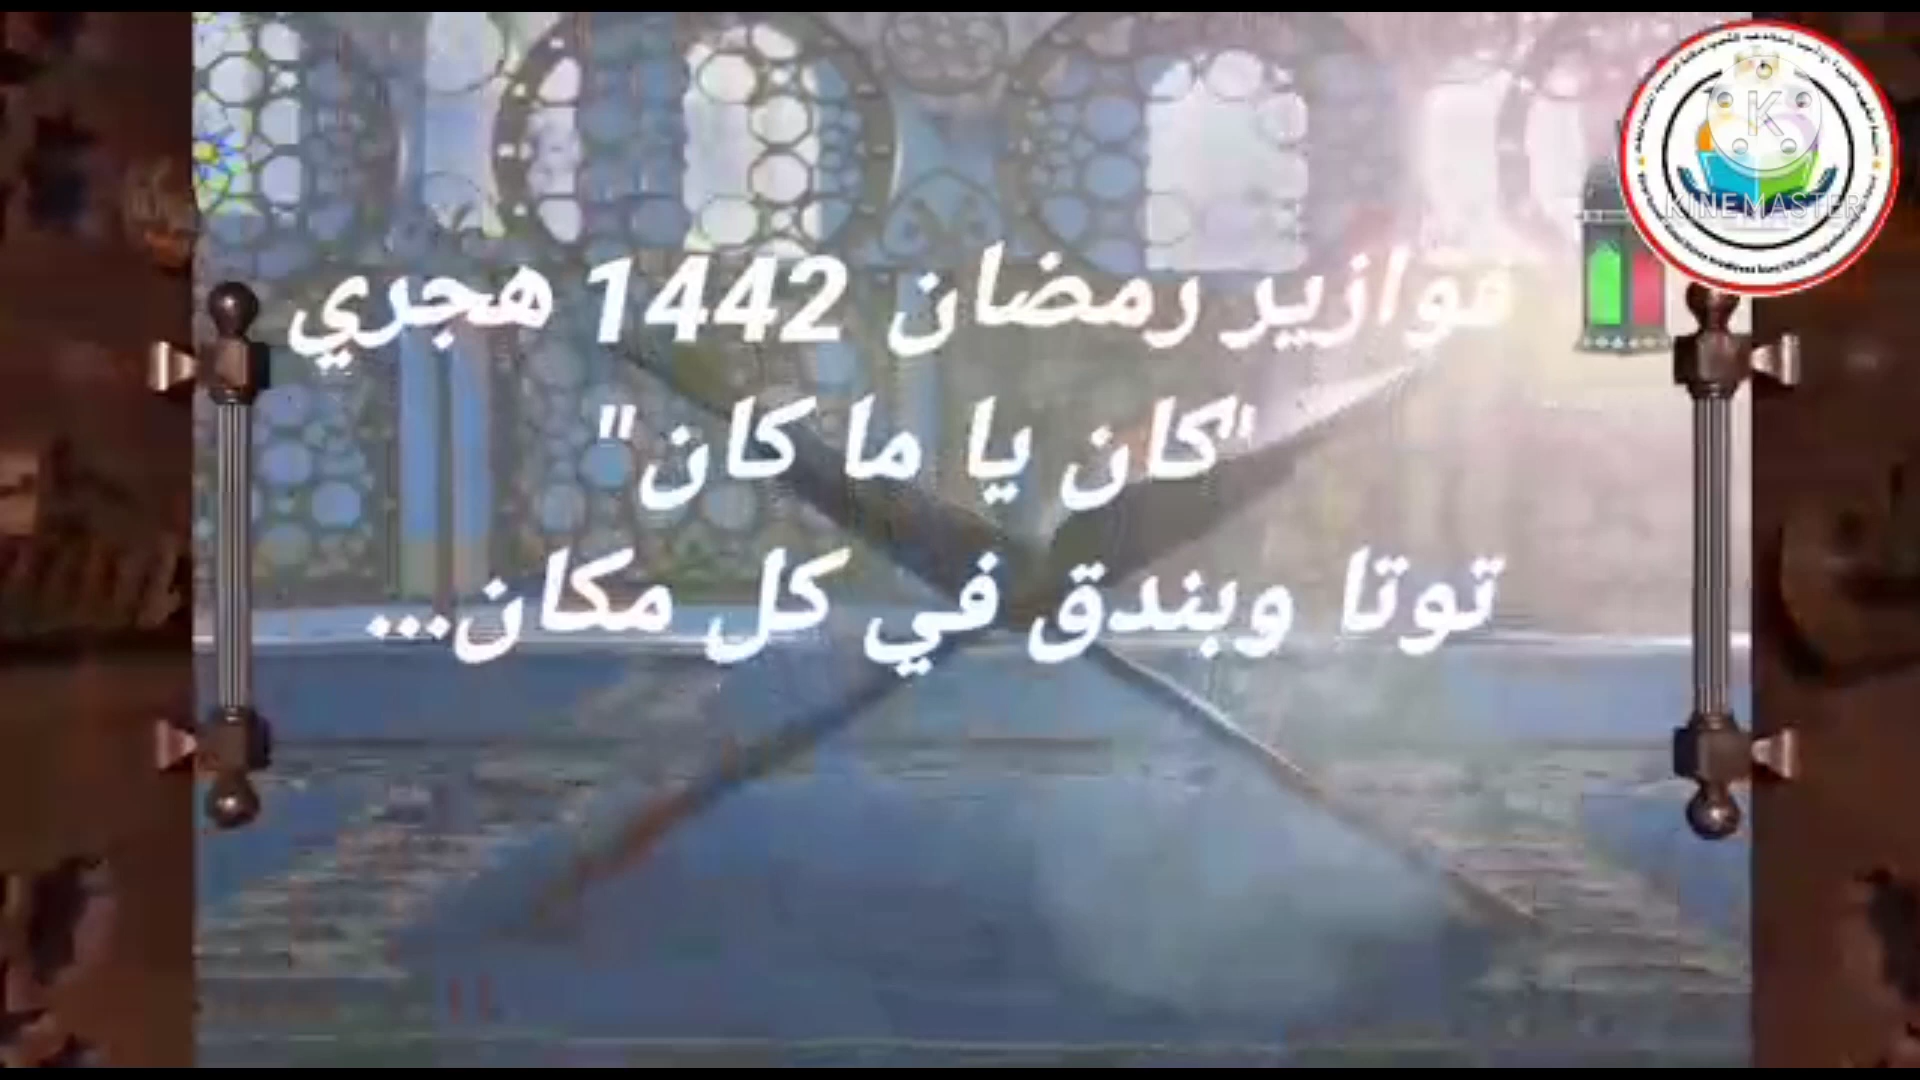 فوازير رمضان 1442 هجري
"كان يا ما كان"
توتا وبندق في كل مكان...
KINEMASTER